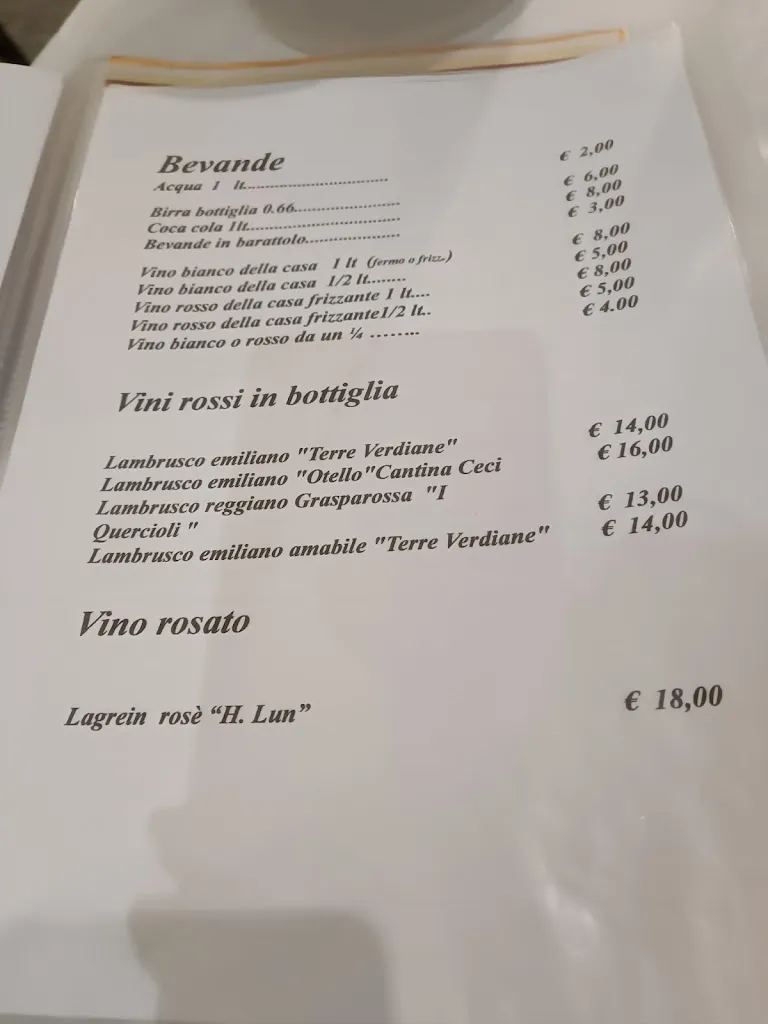 Bevande
Acqua 1 lt................................ € 2,00
Birra bottiglia 0.66....................... € 6,00
Coca cola 1lt................................. € 8,00
Bevande in barattolo.................... € 3,00
Vino bianco della casa 1 lt (fermo o frizz.) € 8,00
Vino bianco della casa 1/2 lt........ € 5,00
Vino rosso della casa frizzante 1 lt.... € 8,00
Vino rosso della casa frizzante1/2 lt.. € 5,00
Vino bianco o rosso da un ¼ ........ € 4.00
Vini rossi in bottiglia
Lambrusco emiliano "Terre Verdiane" € 14,00
Lambrusco emiliano "Otello"Cantina Ceci € 16,00
Lambrusco reggiano Grasparossa "I
Quercioli " € 13,00
Lambrusco emiliano amabile "Terre Verdiane" € 14,00
Vino rosato
Lagrein rosè “H. Lun” € 18,00